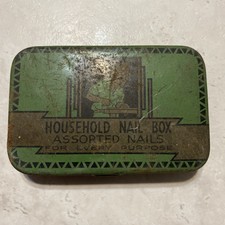 HOUSEHOLD NAIL BOX
ASSORTED NAILS
FOR EVERY PURPOSE